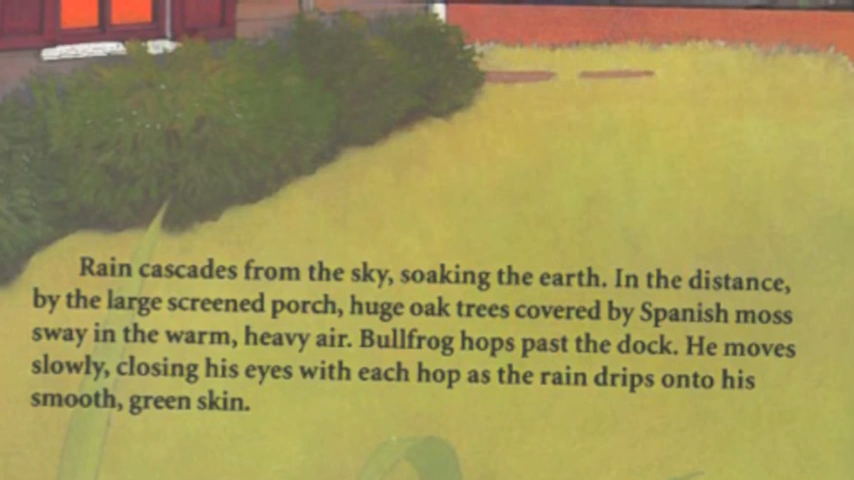 Rain cascades from the sky, soaking the earth. In the distance,
by the large screened porch, huge oak trees covered by Spanish moss
sway in the warm, heavy air. Bullfrog hops past the dock. He moves
slowly, closing his eyes with each hop as the rain drips onto his
smooth, green skin.